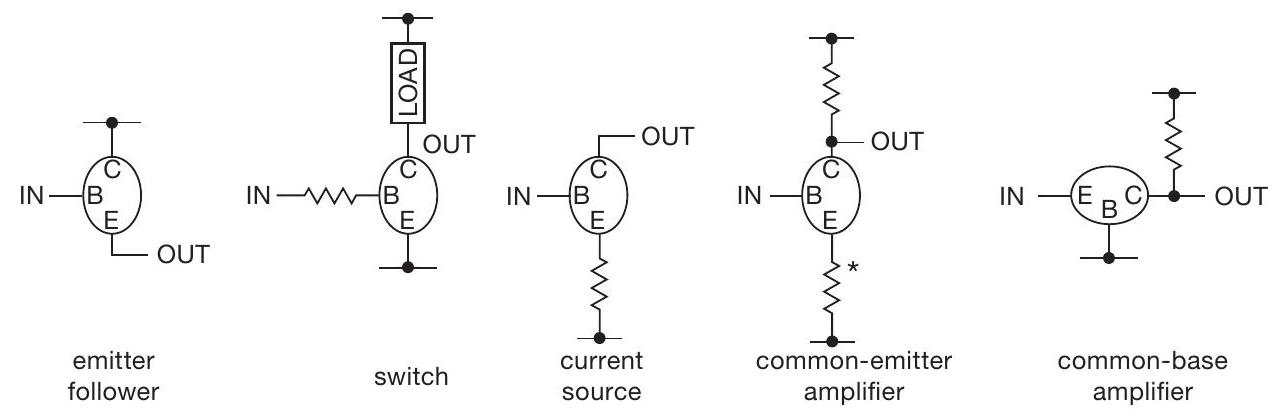 IN
B
C
E
OUT
emitter
follower
LOAD
OUT
IN
B
C
E
switch
OUT
IN
B
C
E
current
source
OUT
IN
B
C
E
*
common-emitter
amplifier
IN
E
B
C
OUT
common-base
amplifier